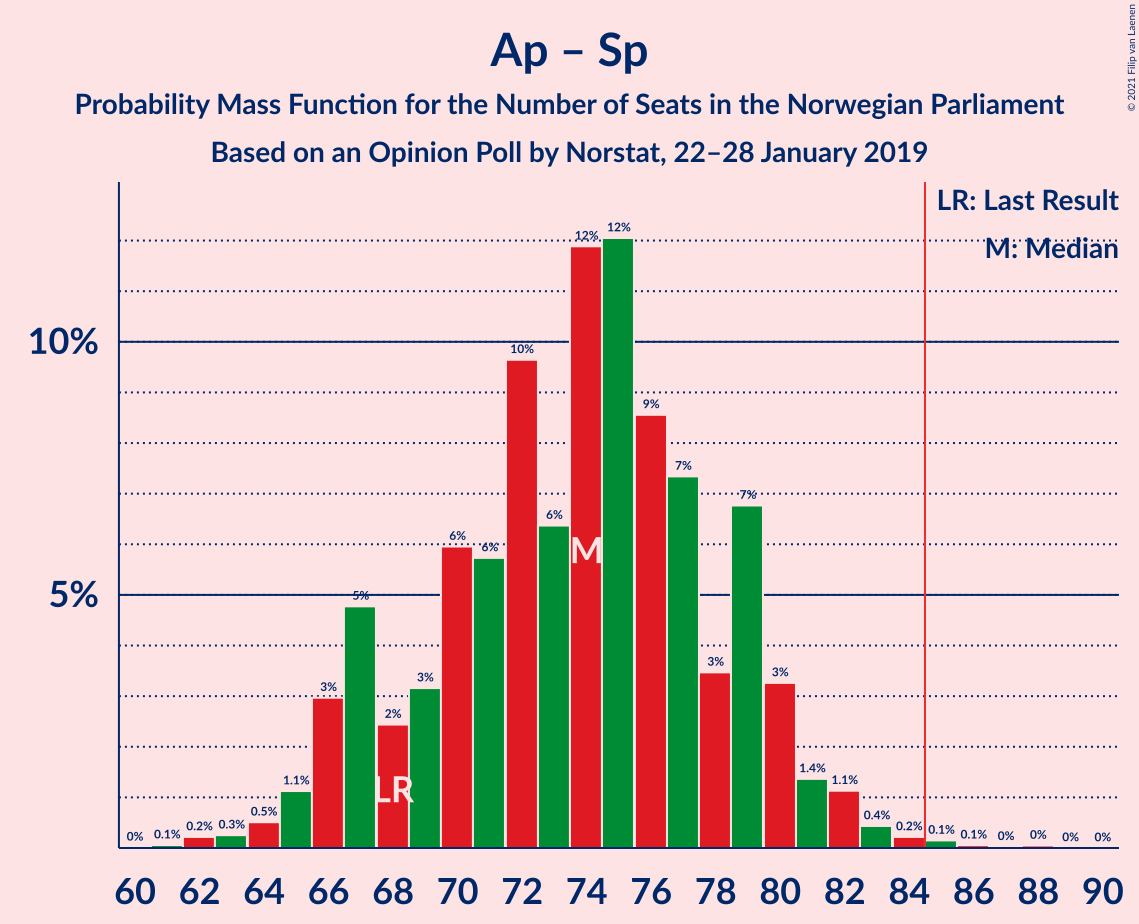 Ap – Sp
Probability Mass Function for the Number of Seats in the Norwegian Parliament
Based on an Opinion Poll by Norstat, 22–28 January 2019
© 2021 Filip van Laenen
LR: Last Result
M: Median
10%
5%
0% 0.1% 0.2% 0.3% 0.5% 1.1% 3% 5% 2% 3% 6% 6% 10% 6% 12% 12% 9% 7% 3% 7% 3% 1.4% 1.1% 0.4% 0.2% 0.1% 0.1% 0% 0% 0% 0%
M
LR
60 62 64 66 68 70 72 74 76 78 80 82 84 86 88 90